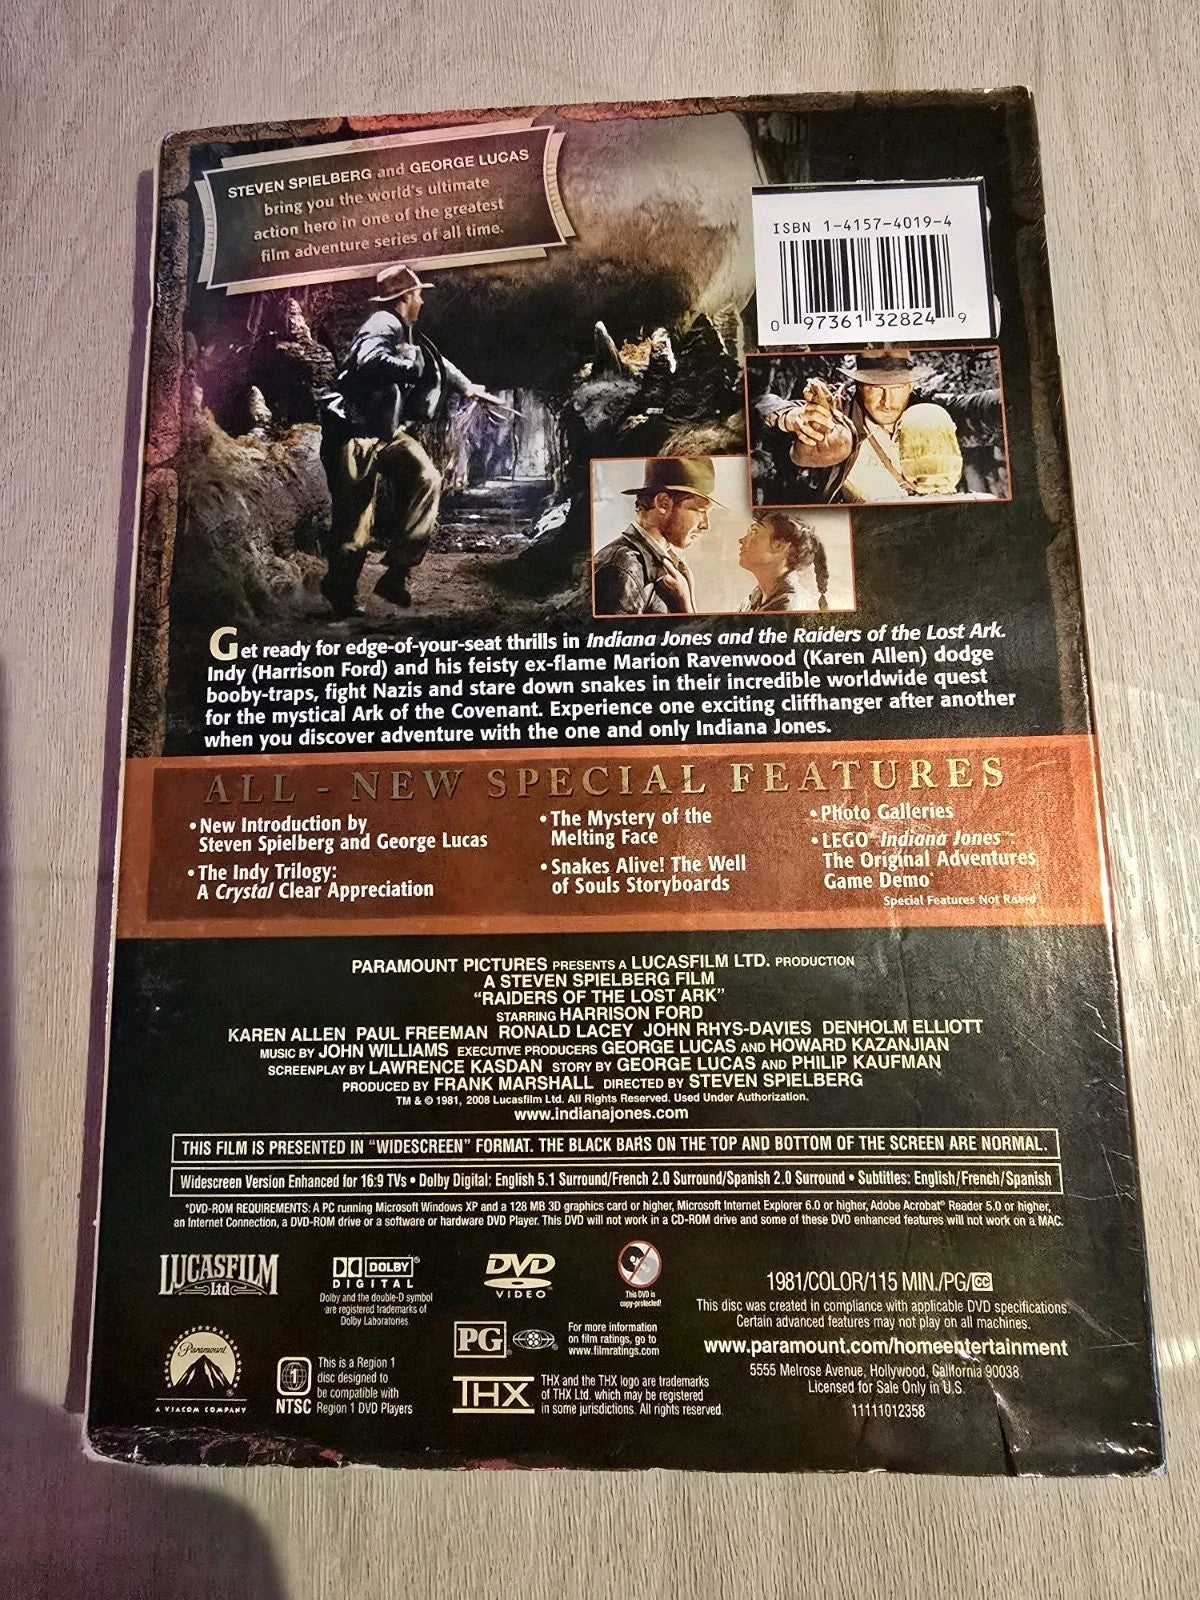 STEVEN SPIELBERG and GEORGE LUCAS
bring you the world's ultimate
action hero in one of the greatest
film adventure series of all time.
ISBN 1-4157-4019-4
0 97361 32824 9
Get ready for edge-of-your-seat thrills in Indiana Jones and the Raiders of the Lost Ark.
Indy (Harrison Ford) and his feisty ex-flame Marion Ravenwood (Karen Allen) dodge
booby-traps, fight Nazis and stare down snakes in their incredible worldwide quest
for the mystical Ark of the Covenant. Experience one exciting cliffhanger after another
when you discover adventure with the one and only Indiana Jones.
ALL-NEW SPECIAL FEATURES
• New Introduction by
Steven Spielberg and George Lucas
• The Indy Trilogy:
A Crystal Clear Appreciation
• The Mystery of the
Melting Face
• Snakes Alive! The Well
of Souls Storyboards
• Photo Galleries
• LEGO® Indiana Jones™:
The Original Adventures
Game Demo*
Special Features Not Rated
PARAMOUNT PICTURES PRESENTS A LUCASFILM LTD. PRODUCTION
A STEVEN SPIELBERG FILM
"RAIDERS OF THE LOST ARK"
STARRING HARRISON FORD
KAREN ALLEN PAUL FREEMAN RONALD LACEY JOHN RHYS-DAVIES DENHOLM ELLIOTT
MUSIC BY JOHN WILLIAMS EXECUTIVE PRODUCERS GEORGE LUCAS AND HOWARD KAZANJIAN
SCREENPLAY BY LAWRENCE KASDAN STORY BY GEORGE LUCAS AND PHILIP KAUFMAN
PRODUCED BY FRANK MARSHALL DIRECTED BY STEVEN SPIELBERG
TM & © 1981, 2008 Lucasfilm Ltd. All Rights Reserved. Used Under Authorization.
www.indianajones.com
THIS FILM IS PRESENTED IN "WIDESCREEN" FORMAT. THE BLACK BARS ON THE TOP AND BOTTOM OF THE SCREEN ARE NORMAL.
Widescreen Version Enhanced for 16:9 TVs • Dolby Digital: English 5.1 Surround/French 2.0 Surround/Spanish 2.0 Surround • Subtitles: English/French/Spanish
*DVD-ROM REQUIREMENTS: A PC running Microsoft Windows XP and a 128 MB 3D graphics card or higher, Microsoft Internet Explorer 6.0 or higher, Adobe Acrobat® Reader 5.0 or higher,
an Internet Connection, a DVD-ROM drive or a software or hardware DVD Player. This DVD will not work in a CD-ROM drive and some of these DVD enhanced features will not work on a MAC.
LUCASFILM
Ltd
DOLBY®
DIGITAL
Dolby and the double-D symbol
are registered trademarks of
Dolby Laboratories.
DVD
VIDEO™
This DVD is
copy-protected!
1981/COLOR/115 MIN./PG/CC
This disc was created in compliance with applicable DVD specifications.
Certain advanced features may not play on all machines.
www.paramount.com/homeentertainment
5555 Melrose Avenue, Hollywood, California 90038.
Licensed for Sale Only in U.S.
11111012358
Paramount
®
A VIACOM COMPANY
1
NTSC
This is a Region 1
disc designed to
be compatible with
Region 1 DVD Players
PG
®
For more information
on film ratings, go to
www.filmratings.com
THX
THX and the THX logo are trademarks
of THX Ltd. which may be registered
in some jurisdictions. All rights reserved.